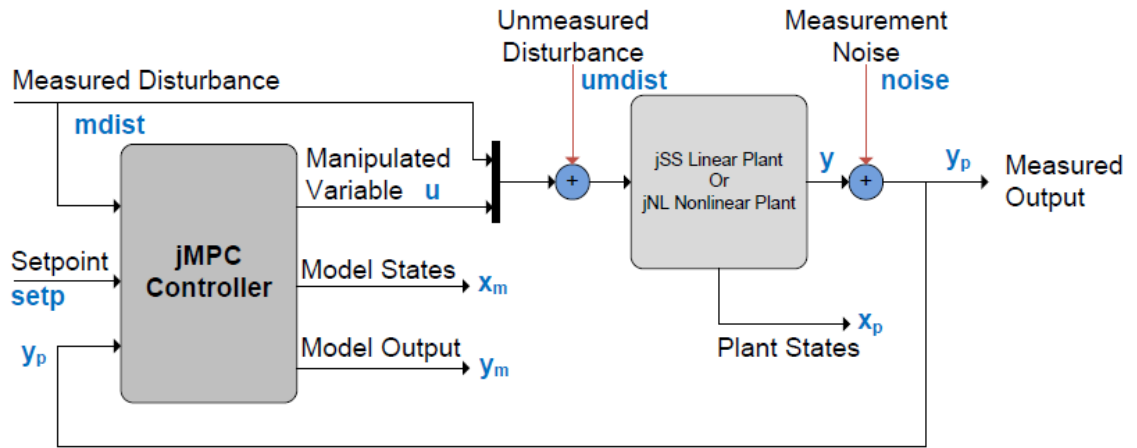 Unmeasured
Disturbance
umdist
Measurement
Noise
noise
Measured Disturbance
mdist
Manipulated
Variable u
+
jSS Linear Plant
Or
jNL Nonlinear Plant
y
+
yp
Measured
Output
jMPC
Controller
Setpoint
setp
Model States
xm
xp
Plant States
yp
Model Output
ym